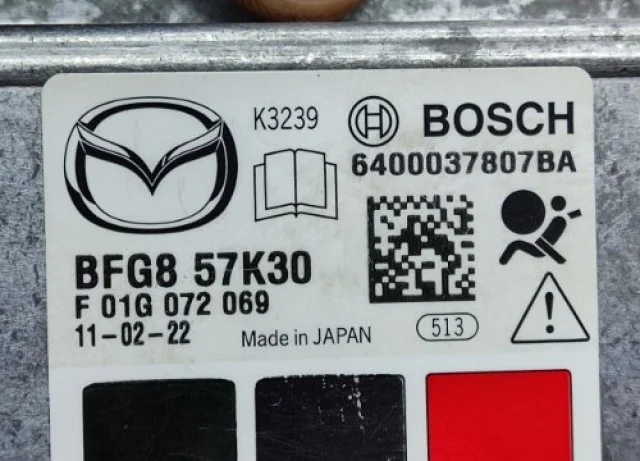 K3239
BOSCH
6400037807BA
BFG8 57K30
F 01G 072 069
11-02-22
Made in JAPAN
513